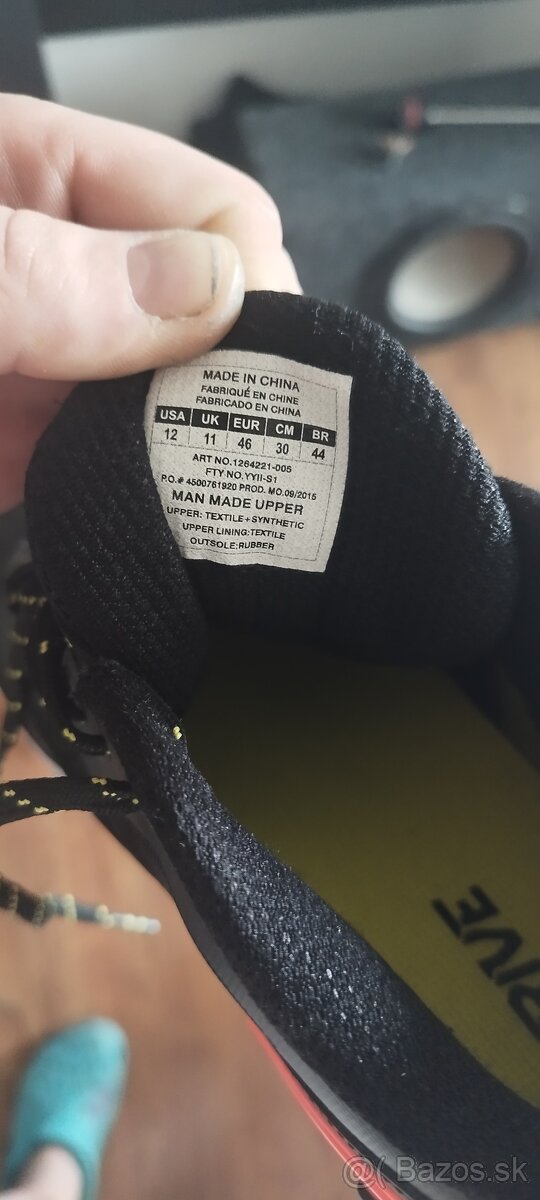 MADE IN CHINA
FABRIQUÉ EN CHINE
FABRICADO EN CHINA
USA UK EUR CM BR
12 11 46 30 44
ART NO.1264221-006
FTY NO.YYII-S1
P.O.# 4500761920 PROD. MO.09/2015
MAN MADE UPPER
UPPER: TEXTILE+SYNTHETIC
UPPER LINING:TEXTILE
OUTSOLE:RUBBER
RIVE
@( Bazos.sk